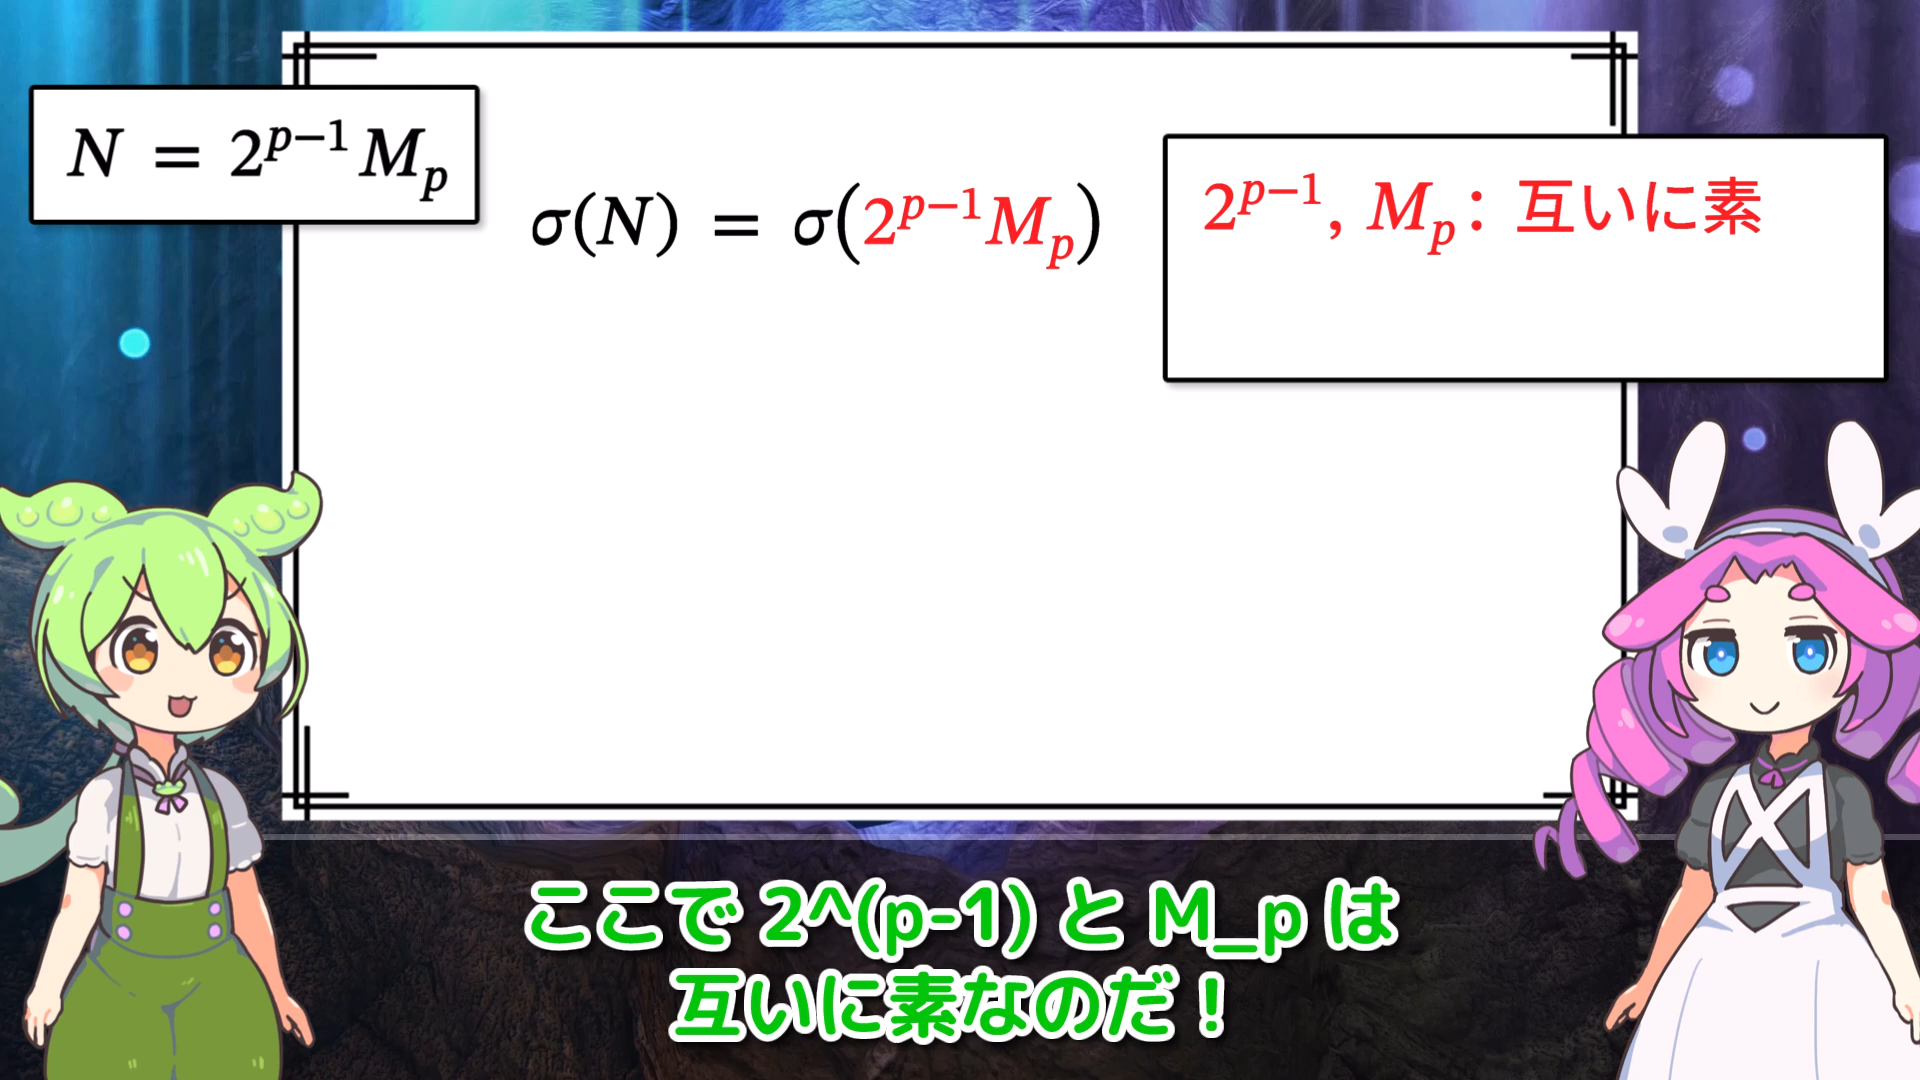 N = 2^{p−1}M_p
σ(N) = σ(2^{p−1}M_p)
2^{p−1}, M_p : 互いに素
ここで 2^(p-1) と M_p は
互いに素なのだ！